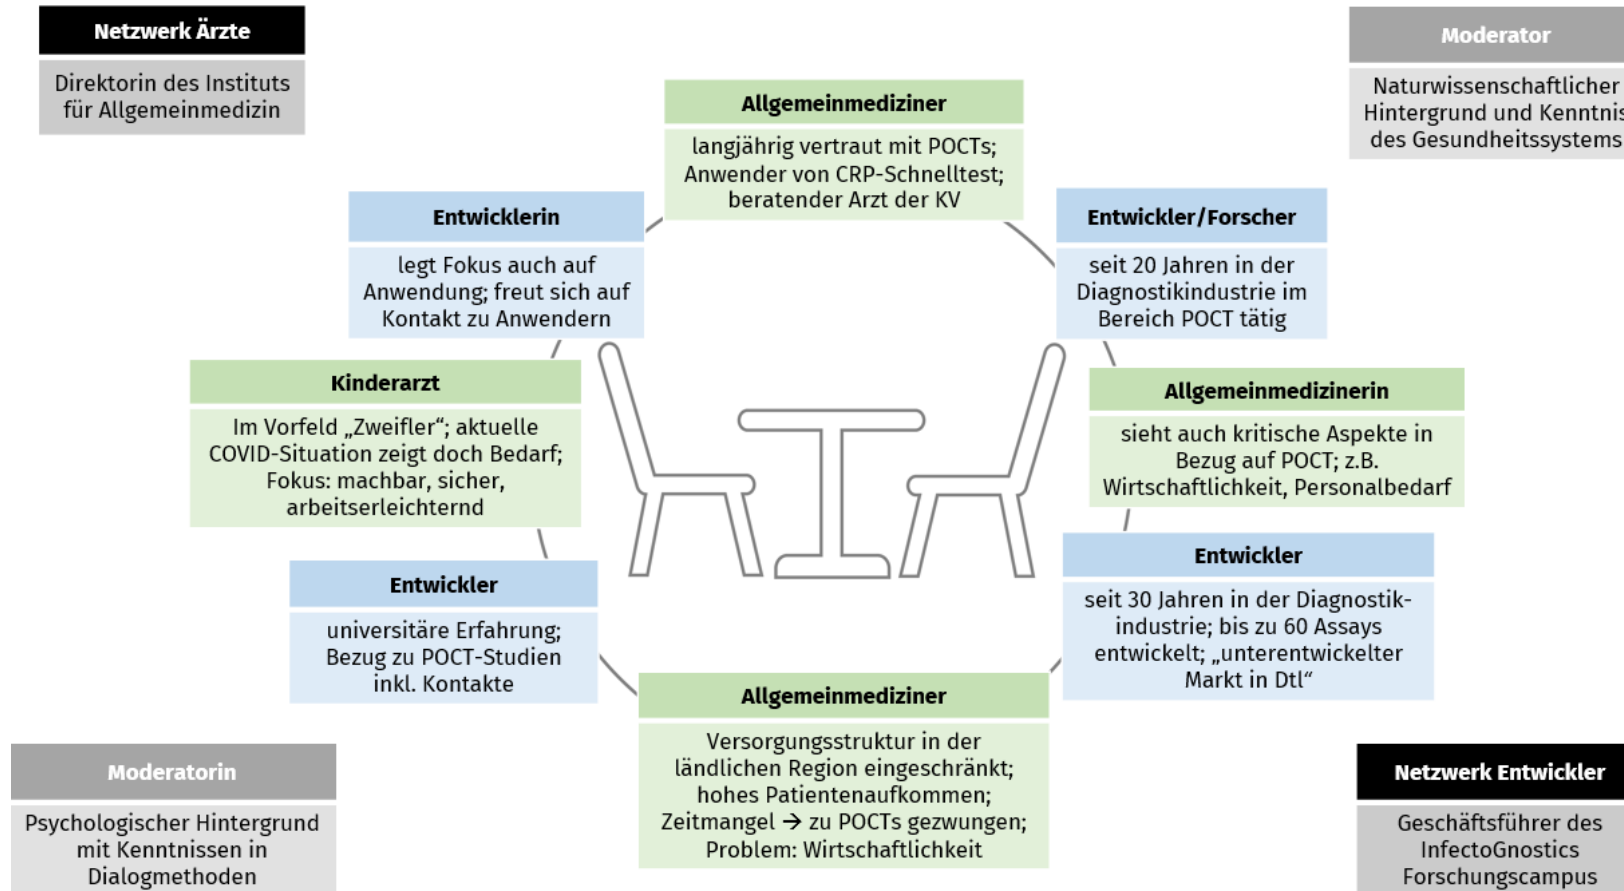 Netzwerk Ärzte
Direktorin des Instituts
für Allgemeinmedizin
Moderator
Naturwissenschaftlicher
Hintergrund und Kenntnis
des Gesundheitssystems
Allgemeinmediziner
langjährig vertraut mit POCTs;
Anwender von CRP-Schnelltest;
beratender Arzt der KV
Entwicklerin
legt Fokus auch auf
Anwendung; freut sich auf
Kontakt zu Anwendern
Entwickler/Forscher
seit 20 Jahren in der
Diagnostikindustrie im
Bereich POCT tätig
Kinderarzt
Im Vorfeld „Zweifler“; aktuelle
COVID-Situation zeigt doch Bedarf;
Fokus: machbar, sicher,
arbeitserleichternd
Allgemeinmedizinerin
sieht auch kritische Aspekte in
Bezug auf POCT; z.B.
Wirtschaftlichkeit, Personalbedarf
Entwickler
universitäre Erfahrung;
Bezug zu POCT-Studien
inkl. Kontakte
Entwickler
seit 30 Jahren in der Diagnostik-
industrie; bis zu 60 Assays
entwickelt; „unterentwickelter
Markt in Dtl“
Allgemeinmediziner
Versorgungsstruktur in der
ländlichen Region eingeschränkt;
hohes Patientenaufkommen;
Zeitmangel → zu POCTs gezwungen;
Problem: Wirtschaftlichkeit
Moderatorin
Psychologischer Hintergrund
mit Kenntnissen in
Dialogmethoden
Netzwerk Entwickler
Geschäftsführer des
InfectoGnostics
Forschungscampus